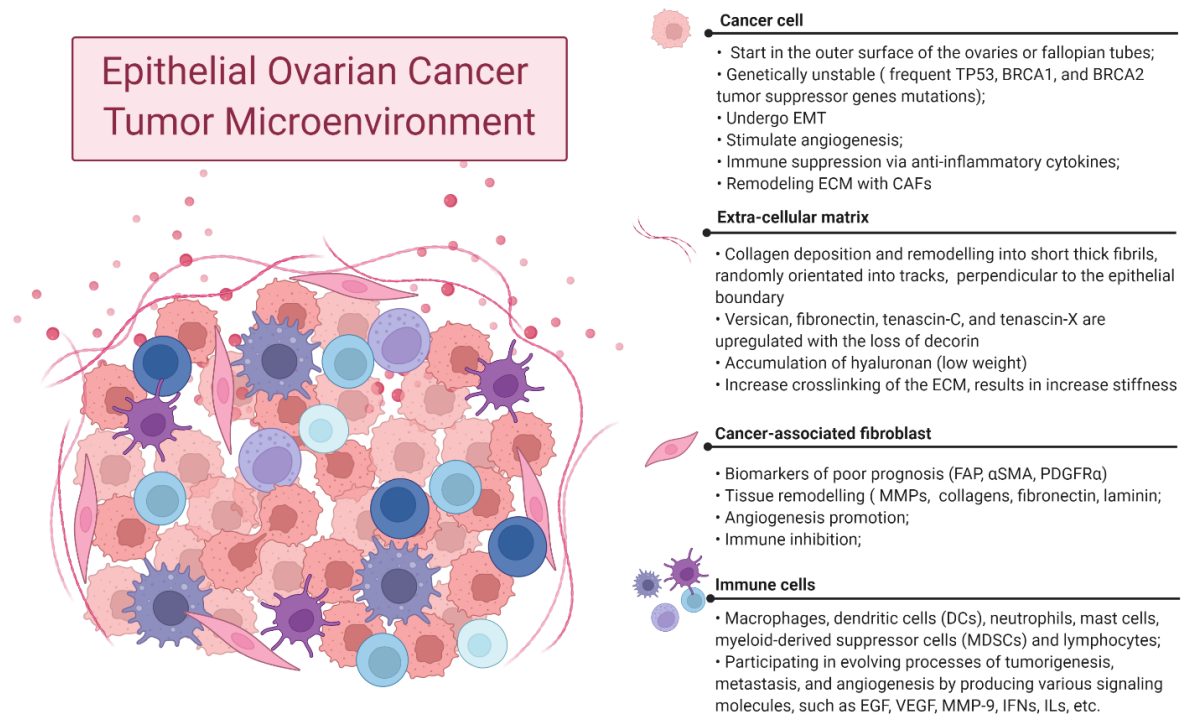 Epithelial Ovarian Cancer
Tumor Microenvironment
Cancer cell
• Start in the outer surface of the ovaries or fallopian tubes;
• Genetically unstable ( frequent TP53, BRCA1, and BRCA2
tumor suppressor genes mutations);
• Undergo EMT
• Stimulate angiogenesis;
• Immune suppression via anti-inflammatory cytokines;
• Remodeling ECM with CAFs
Extra-cellular matrix
• Collagen deposition and remodelling into short thick fibrils,
randomly orientated into tracks, perpendicular to the epithelial
boundary
• Versican, fibronectin, tenascin-C, and tenascin-X are
upregulated with the loss of decorin
• Accumulation of hyaluronan (low weight)
• Increase crosslinking of the ECM, results in increase stiffness
Cancer-associated fibroblast
• Biomarkers of poor prognosis (FAP, αSMA, PDGFRα)
• Tissue remodelling ( MMPs, collagens, fibronectin, laminin;
• Angiogenesis promotion;
• Immune inhibition;
Immune cells
• Macrophages, dendritic cells (DCs), neutrophils, mast cells,
myeloid-derived suppressor cells (MDSCs) and lymphocytes;
• Participating in evolving processes of tumorigenesis,
metastasis, and angiogenesis by producing various signaling
molecules, such as EGF, VEGF, MMP-9, IFNs, ILs, etc.